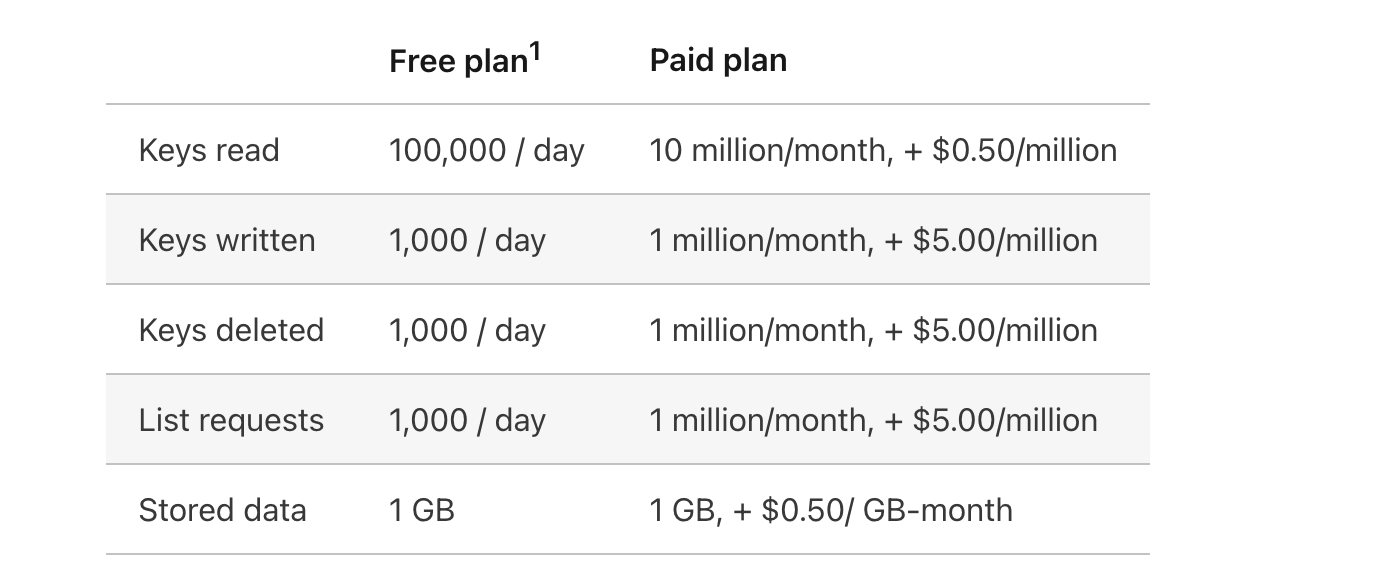 Free plan1 Paid plan
Keys read 100,000 / day 10 million/month, + $0.50/million
Keys written 1,000 / day 1 million/month, + $5.00/million
Keys deleted 1,000 / day 1 million/month, + $5.00/million
List requests 1,000 / day 1 million/month, + $5.00/million
Stored data 1 GB 1 GB, + $0.50/ GB-month